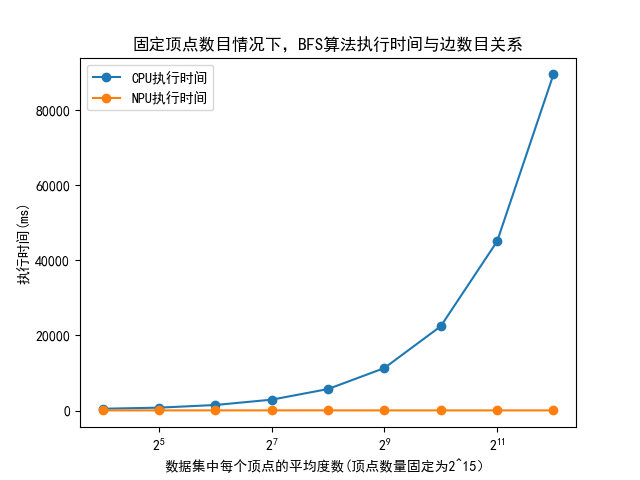 固定顶点数目情况下，BFS算法执行时间与边数目关系
CPU执行时间
NPU执行时间
执行时间(ms)
80000
60000
40000
20000
0
2^5
2^7
2^9
2^11
数据集中每个顶点的平均度数(顶点数量固定为2^15)